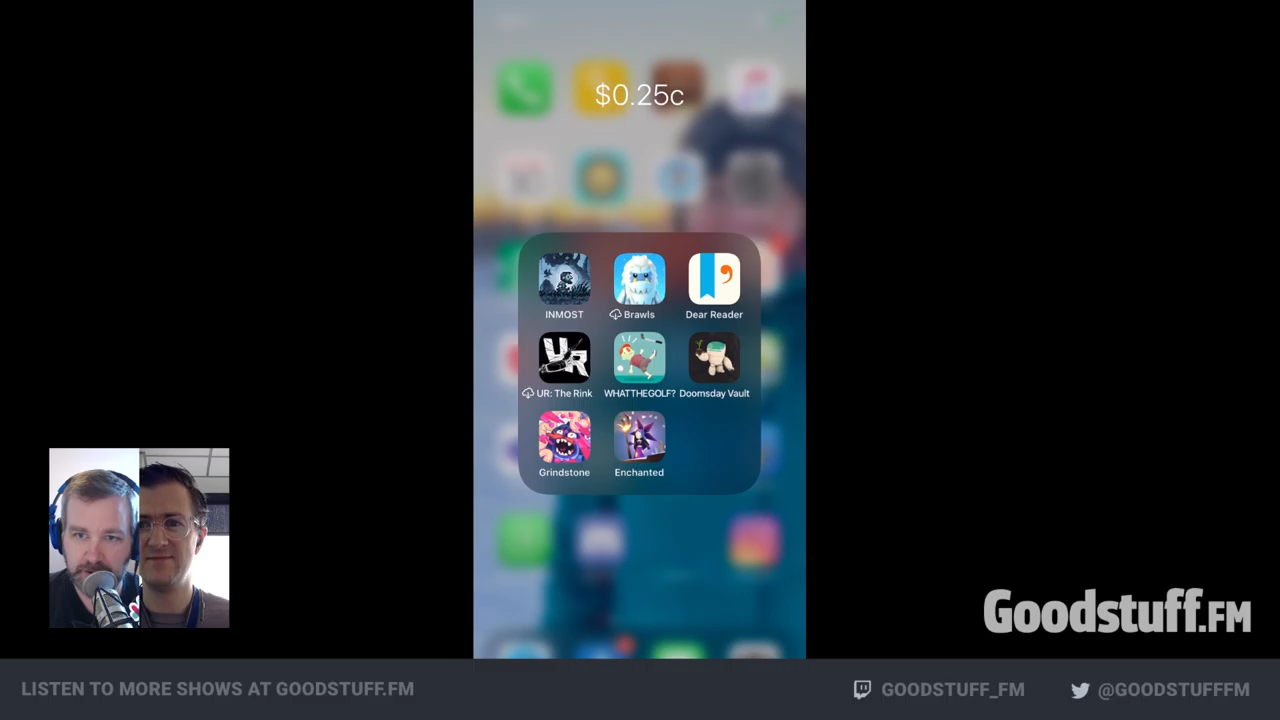 $0.25c
INMOST
Brawls
Dear Reader
UR
UR: The Rink
WHATTHEGOLF?
Doomsday Vault
Grindstone
Enchanted
Goodstuff.FM
LISTEN TO MORE SHOWS AT GOODSTUFF.FM
GOODSTUFF_FM
@GOODSTUFFFM